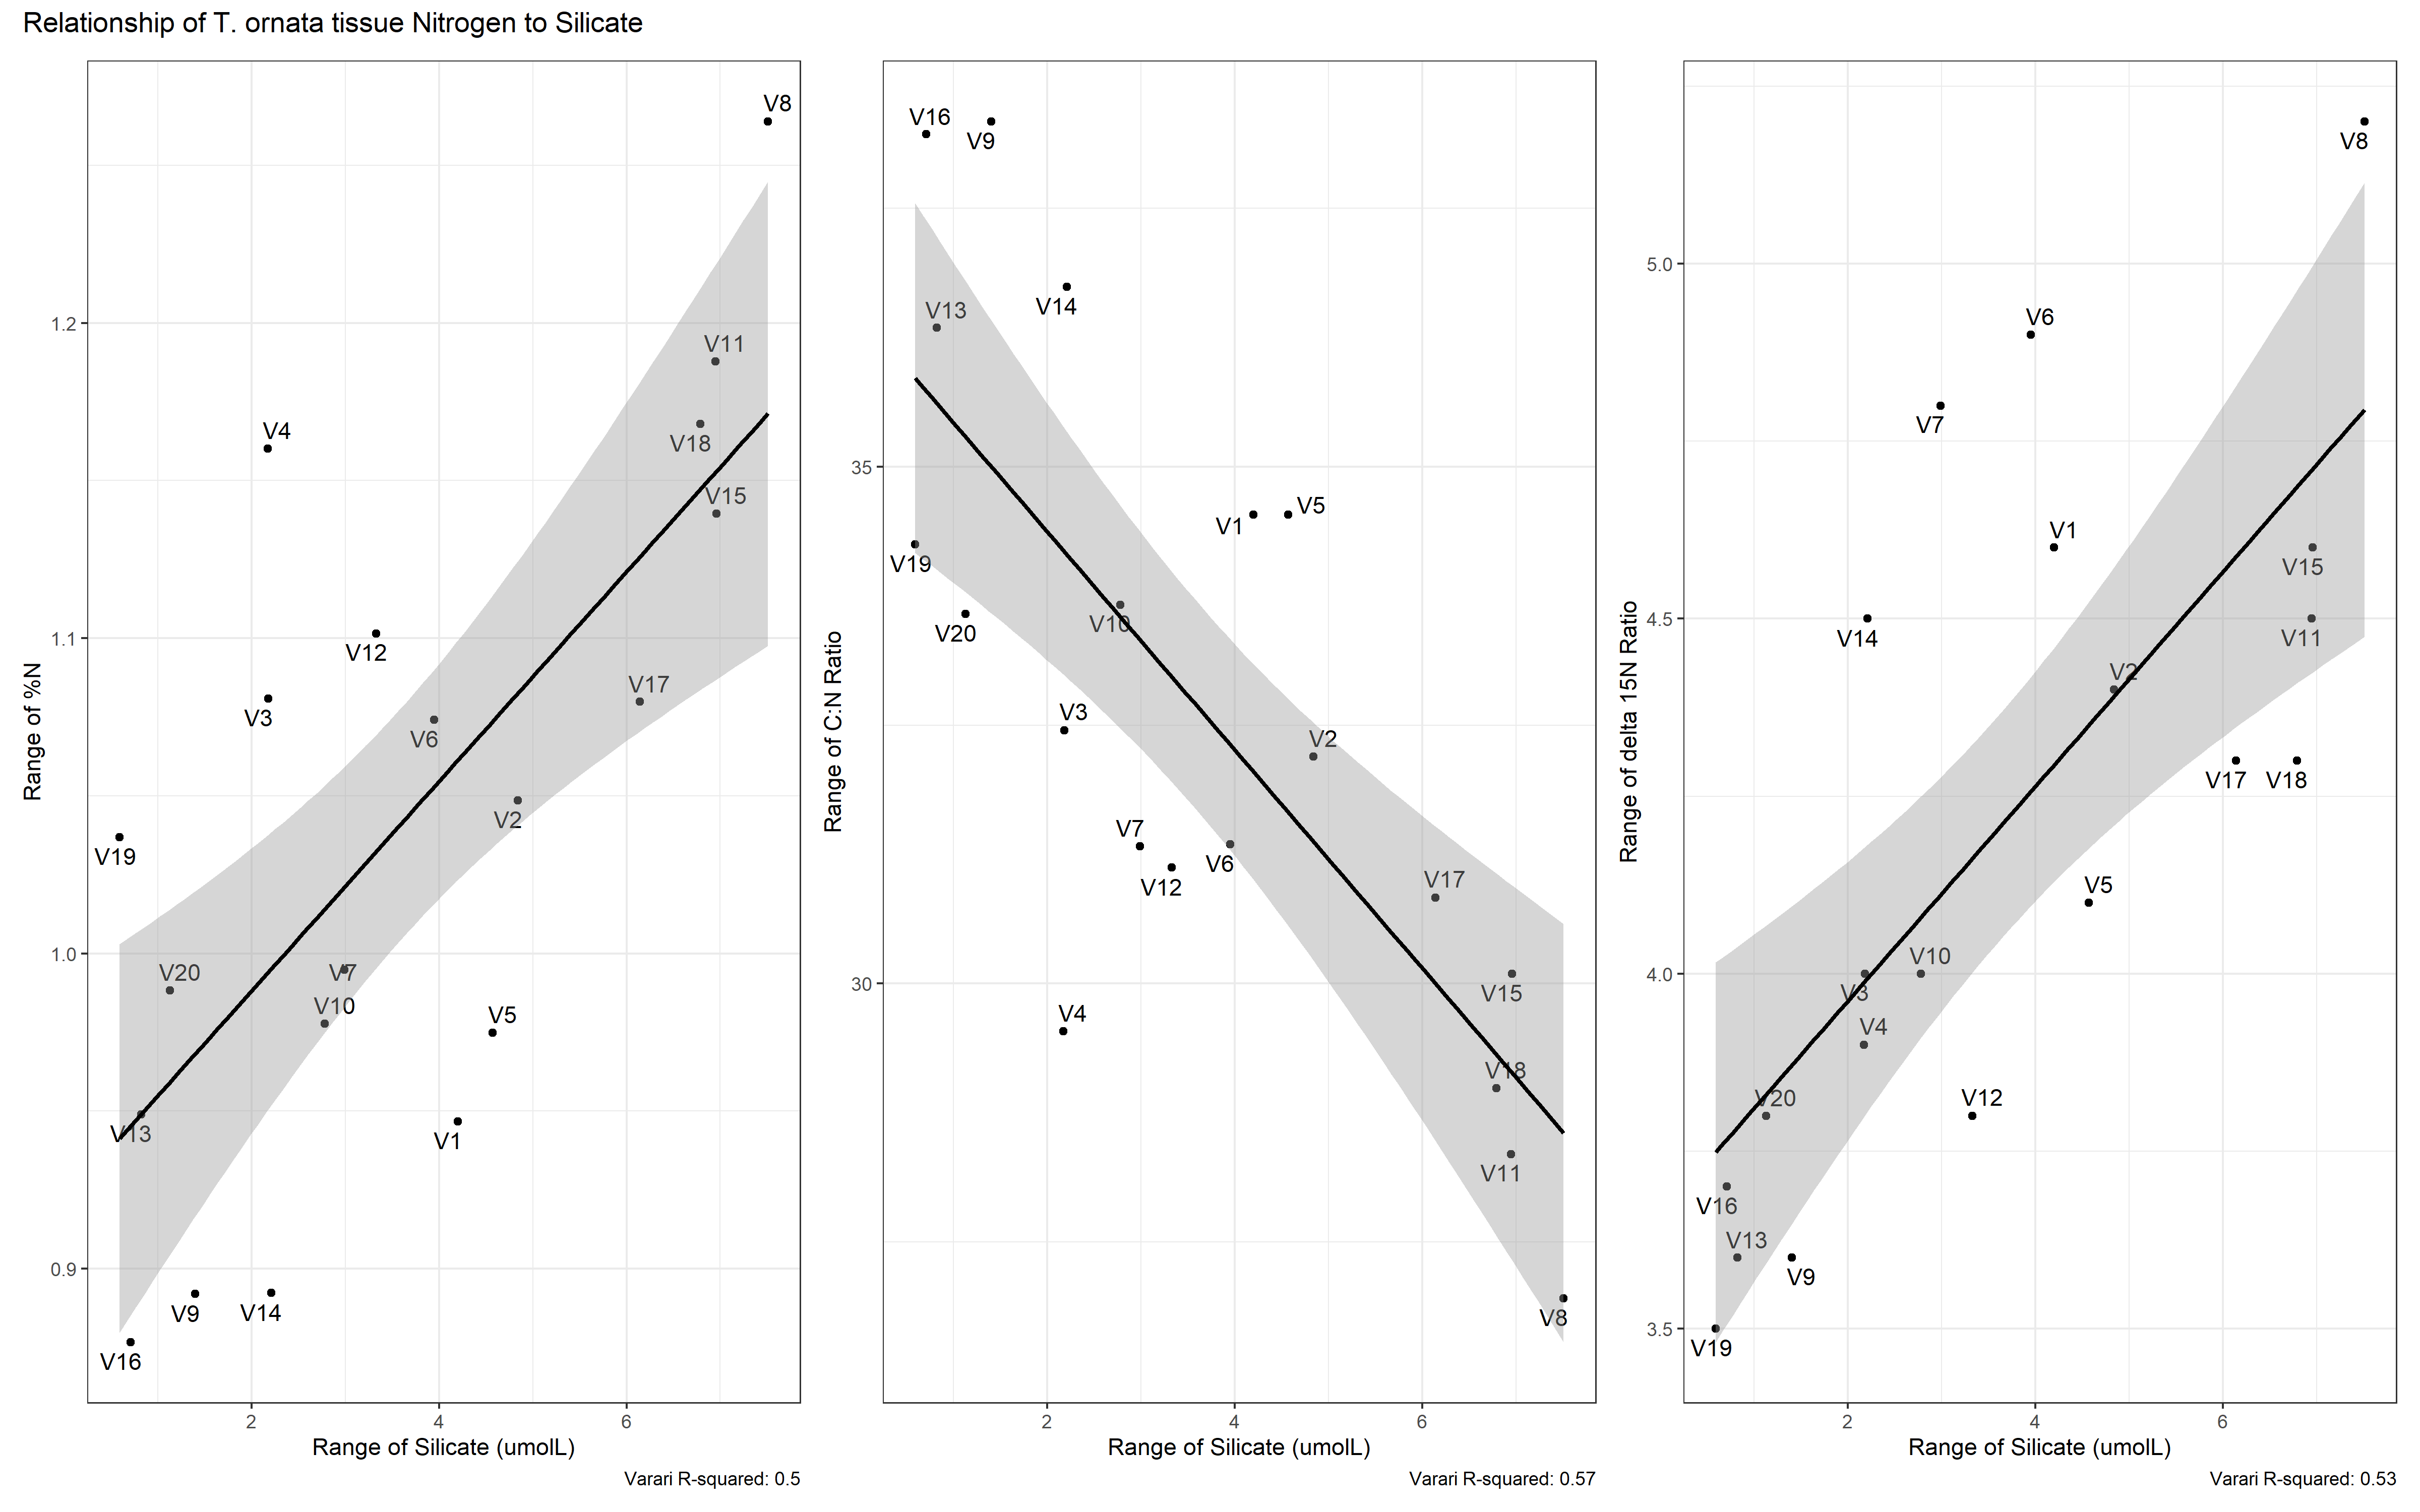 Relationship of T. ornata tissue Nitrogen to Silicate
Range of %N
1.2
1.1
1.0
0.9
V8
V11
V4
V18
V15
V12
V17
V3
V6
V2
V19
V20
V7
V10
V5
V13
V1
V9
V14
V16
2
4
6
Range of Silicate (umolL)
Varari R-squared: 0.5
Range of C:N Ratio
35
30
V16
V9
V14
V13
V5
V1
V19
V10
V20
V3
V2
V7
V6
V12
V17
V15
V4
V18
V11
V8
2
4
6
Range of Silicate (umolL)
Varari R-squared: 0.57
Range of delta 15N Ratio
5.0
4.5
4.0
3.5
V8
V6
V7
V1
V15
V14
V11
V2
V17
V18
V5
V10
V3
V4
V20
V12
V16
V13
V9
V19
2
4
6
Range of Silicate (umolL)
Varari R-squared: 0.53